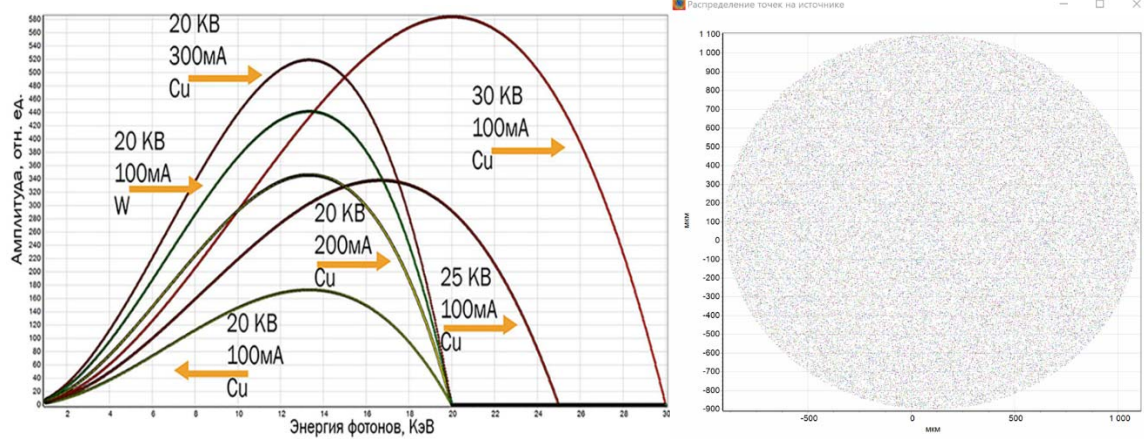 20 КВ
300мА
Cu
20 КВ
100мА
W
30 КВ
100мА
Cu
20 КВ
200мА
Cu
25 КВ
100мА
Cu
20 КВ
100мА
Cu
Амплитуда, отн. ед.
580
560
540
520
500
480
460
440
420
400
380
360
340
320
300
280
260
240
220
200
180
160
140
120
100
80
60
40
20
0
2 4 6 8 10 12 14 16 18 20 22 24 26 28 30
Энергия фотонов, КэВ
Распределение точек на источнике
1 100
1 000
900
800
700
600
500
400
300
200
100
0
-100
-200
-300
-400
-500
-600
-700
-800
-900
мкм
-500 0 500 1 000
мкм